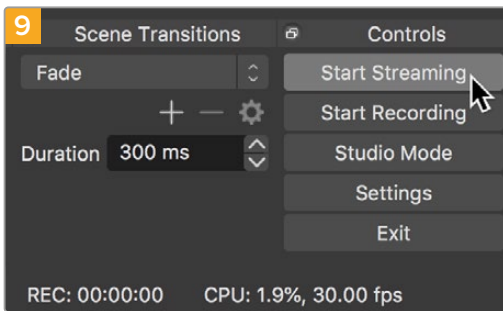 9
Scene Transitions
Controls
Fade
Start Streaming
Start Recording
Duration 300 ms
Studio Mode
Settings
Exit
REC: 00:00:00 CPU: 1.9%, 30.00 fps